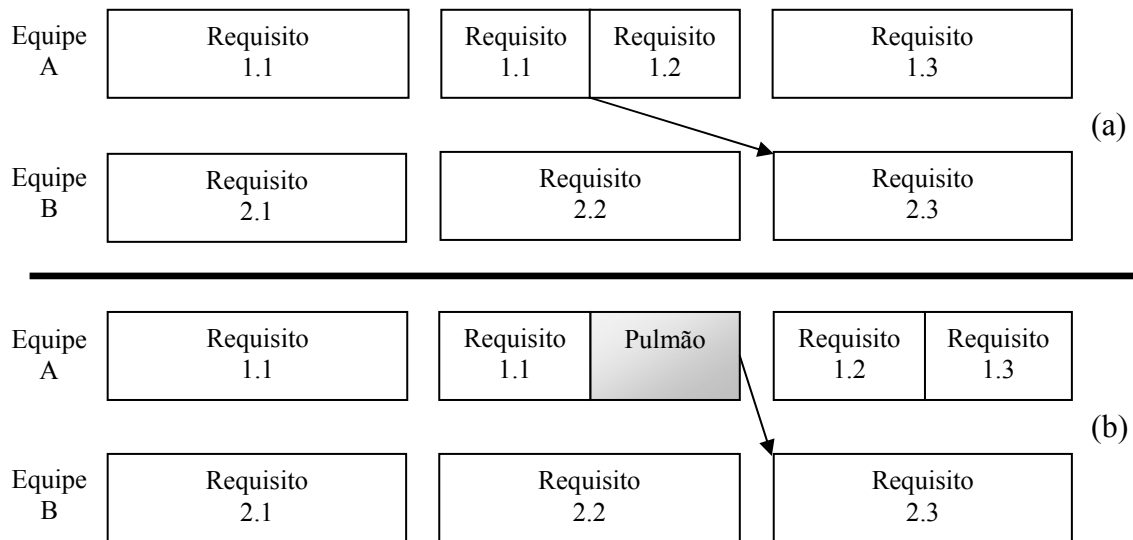 Equipe
A
Requisito
1.1
Requisito
1.1
Requisito
1.2
Requisito
1.3
(a)
Equipe
B
Requisito
2.1
Requisito
2.2
Requisito
2.3
Equipe
A
Requisito
1.1
Requisito
1.1
Pulmão
Requisito
1.2
Requisito
1.3
(b)
Equipe
B
Requisito
2.1
Requisito
2.2
Requisito
2.3